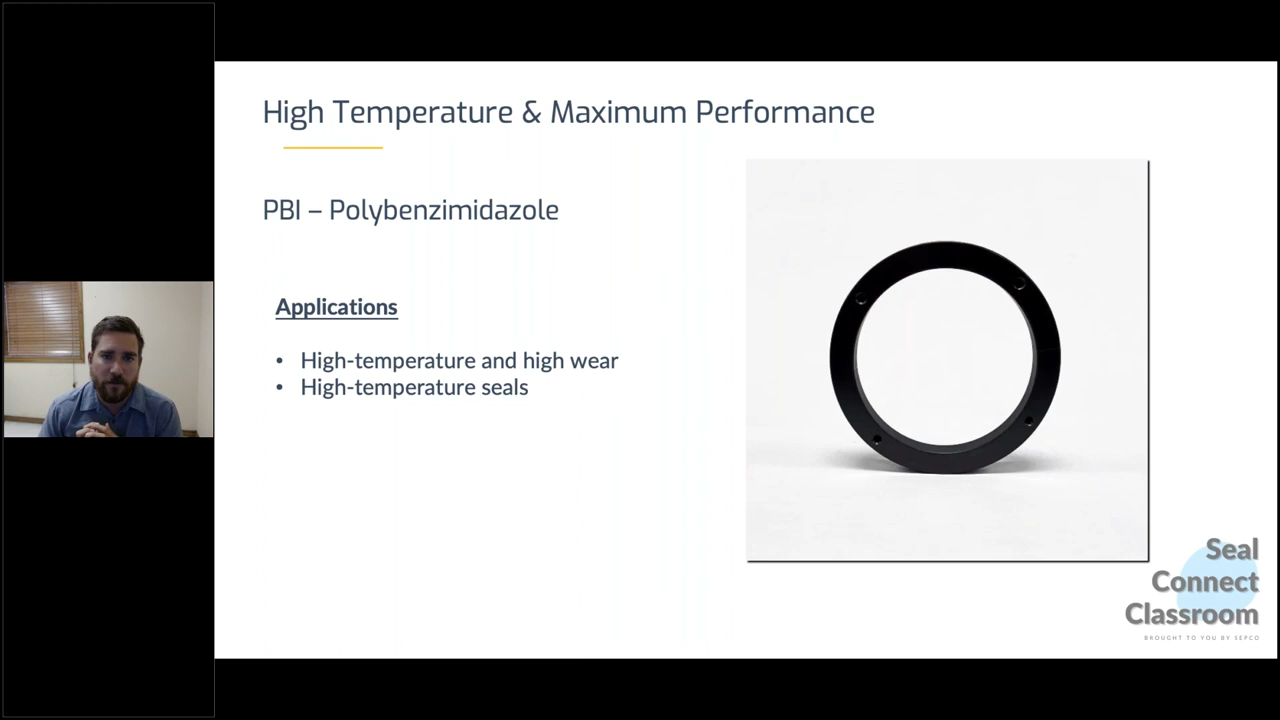 High Temperature & Maximum Performance
PBI – Polybenzimidazole
Applications
• High-temperature and high wear
• High-temperature seals
Seal
Connect
Classroom
BROUGHT TO YOU BY SEPCO